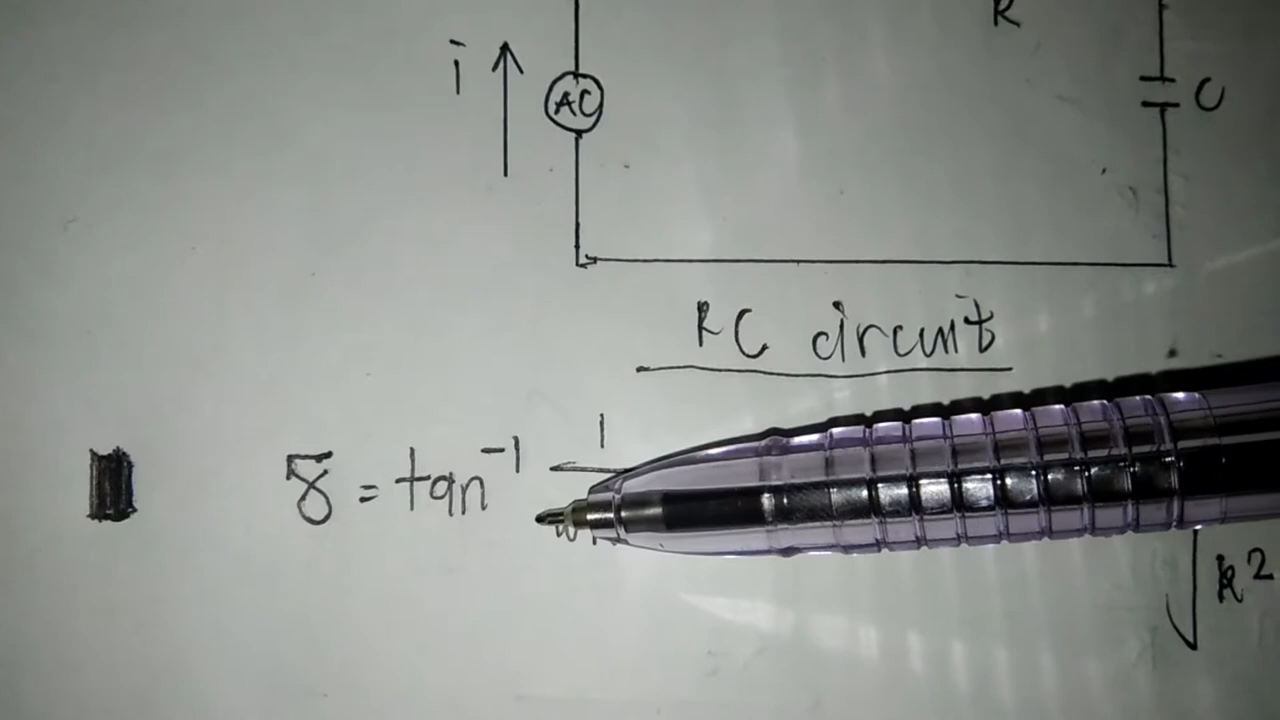 R
i
AC
C
RC circuit
δ = tan⁻¹ 1
√R²